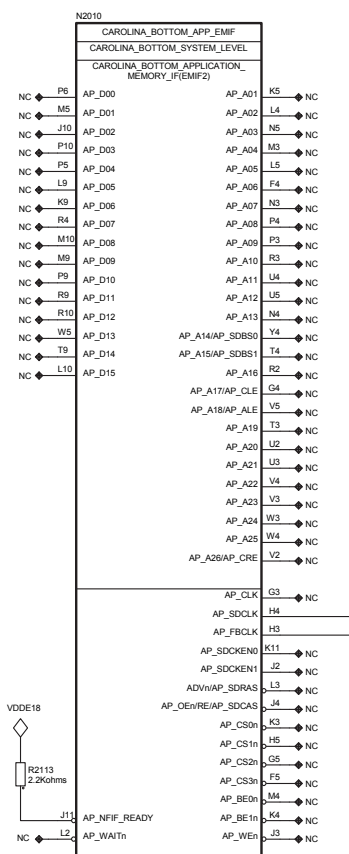 N2010
CAROLINA_BOTTOM_APP_EMIF
CAROLINA_BOTTOM_SYSTEM_LEVEL
CAROLINA_BOTTOM_APPLICATION_
MEMORY_IF(EMIF2)
NC P6 AP_D00 AP_A01 K5 NC
NC M5 AP_D01 AP_A02 L4 NC
NC J10 AP_D02 AP_A03 N5 NC
NC P10 AP_D03 AP_A04 M3 NC
NC P5 AP_D04 AP_A05 L5 NC
NC L9 AP_D05 AP_A06 F4 NC
NC K9 AP_D06 AP_A07 N3 NC
NC R4 AP_D07 AP_A08 P4 NC
NC M10 AP_D08 AP_A09 P3 NC
NC M9 AP_D09 AP_A10 R3 NC
NC P9 AP_D10 AP_A11 U4 NC
NC R9 AP_D11 AP_A12 U5 NC
NC R10 AP_D12 AP_A13 N4 NC
NC W5 AP_D13 AP_A14/AP_SDBS0 Y4 NC
NC T9 AP_D14 AP_A15/AP_SDBS1 T4 NC
NC L10 AP_D15 AP_A16 R2 NC
AP_A17/AP_CLE G4 NC
AP_A18/AP_ALE V5 NC
AP_A19 T3 NC
AP_A20 U2 NC
AP_A21 U3 NC
AP_A22 V4 NC
AP_A23 V3 NC
AP_A24 W3 NC
AP_A25 W4 NC
AP_A26/AP_CRE V2 NC
AP_CLK G3 NC
AP_SDCLK H4
AP_FBCLK H3
AP_SDCKEN0 K11 NC
AP_SDCKEN1 J2 NC
ADVn/AP_SDRAS L3 NC
AP_OEn/RE/AP_SDCAS J4 NC
VDDE18 AP_CS0n K3 NC
AP_CS1n H5 NC
AP_CS2n G5 NC
R2113 AP_CS3n F5 NC
2.2Kohms AP_BE0n M4 NC
J11 AP_NFIF_READY AP_BE1n K4 NC
NC L2 AP_WAITn AP_WEn J3 NC